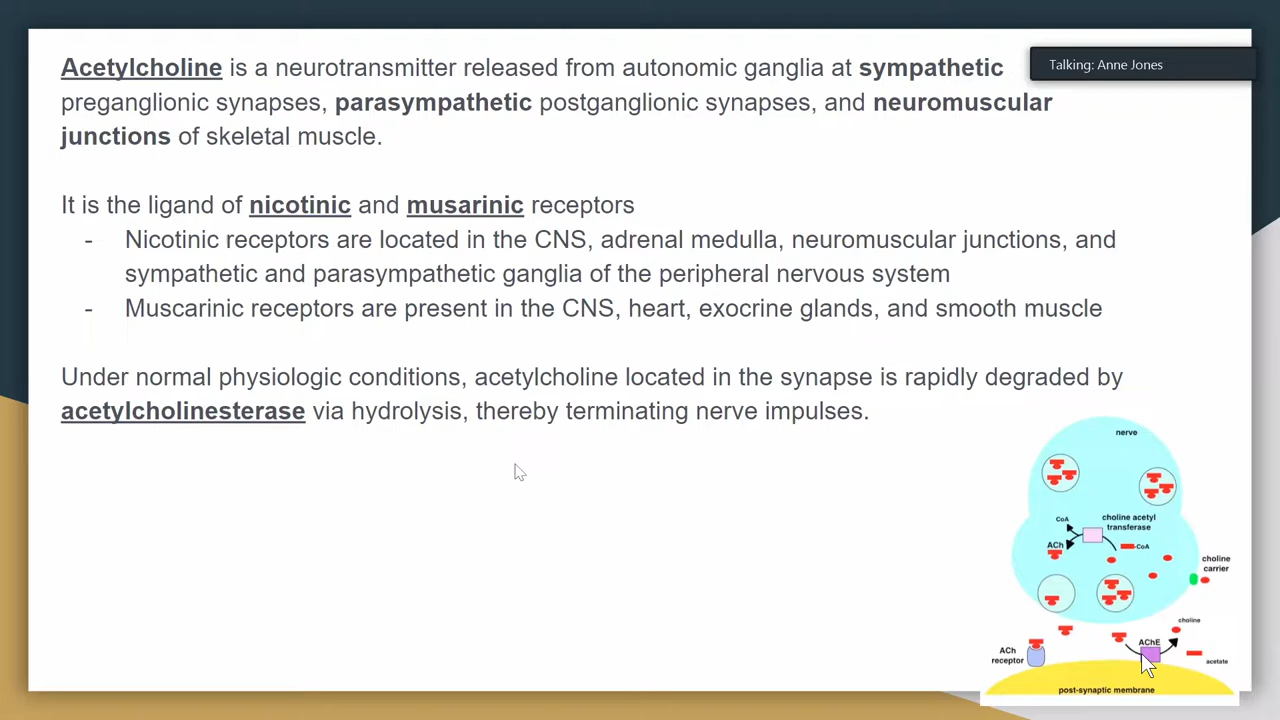 Acetylcholine is a neurotransmitter released from autonomic ganglia at sympathetic
preganglionic synapses, parasympathetic postganglionic synapses, and neuromuscular
junctions of skeletal muscle.
Talking: Anne Jones
It is the ligand of nicotinic and musarinic receptors
- Nicotinic receptors are located in the CNS, adrenal medulla, neuromuscular junctions, and
sympathetic and parasympathetic ganglia of the peripheral nervous system
- Muscarinic receptors are present in the CNS, heart, exocrine glands, and smooth muscle
Under normal physiologic conditions, acetylcholine located in the synapse is rapidly degraded by
acetylcholinesterase via hydrolysis, thereby terminating nerve impulses.
nerve
CoA
choline acetyl
transferase
ACh
-CoA
choline
carrier
choline
AChE
ACh
receptor
acetate
post-synaptic membrane